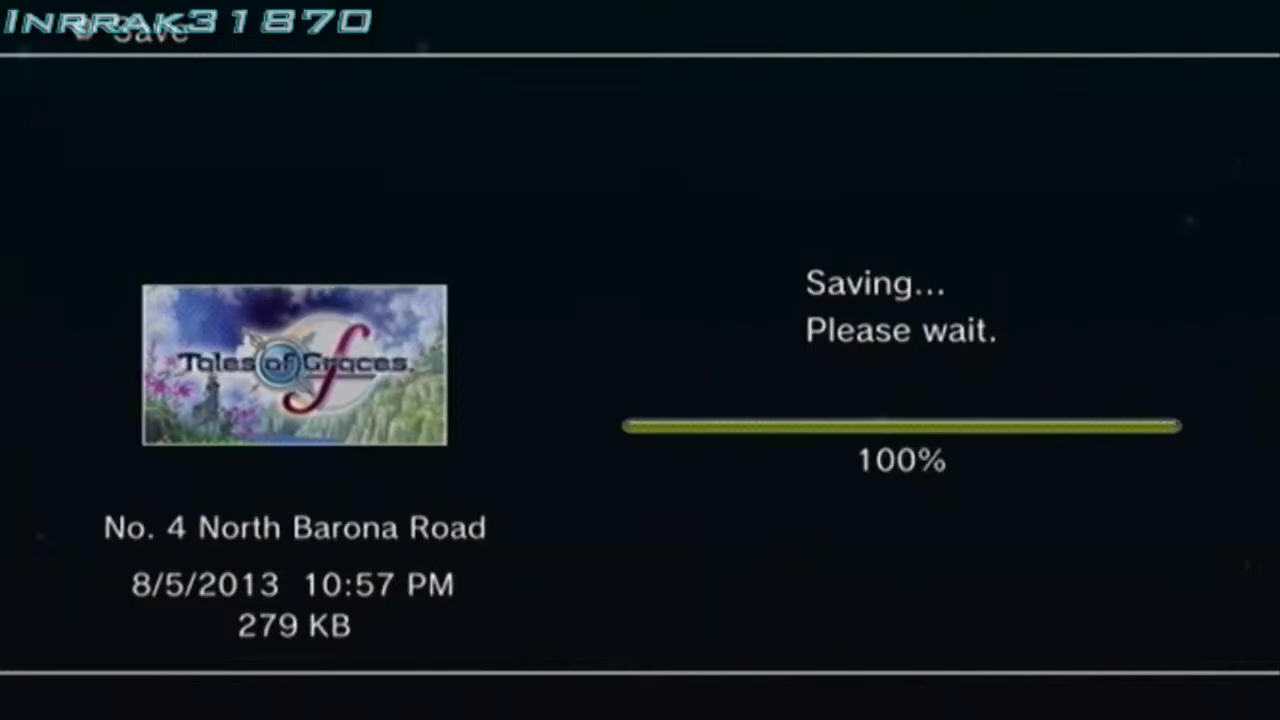 Inrrak31870
Save
Saving...
Please wait.
Tales of Graces f
100%
No. 4 North Barona Road
8/5/2013 10:57 PM
279 KB